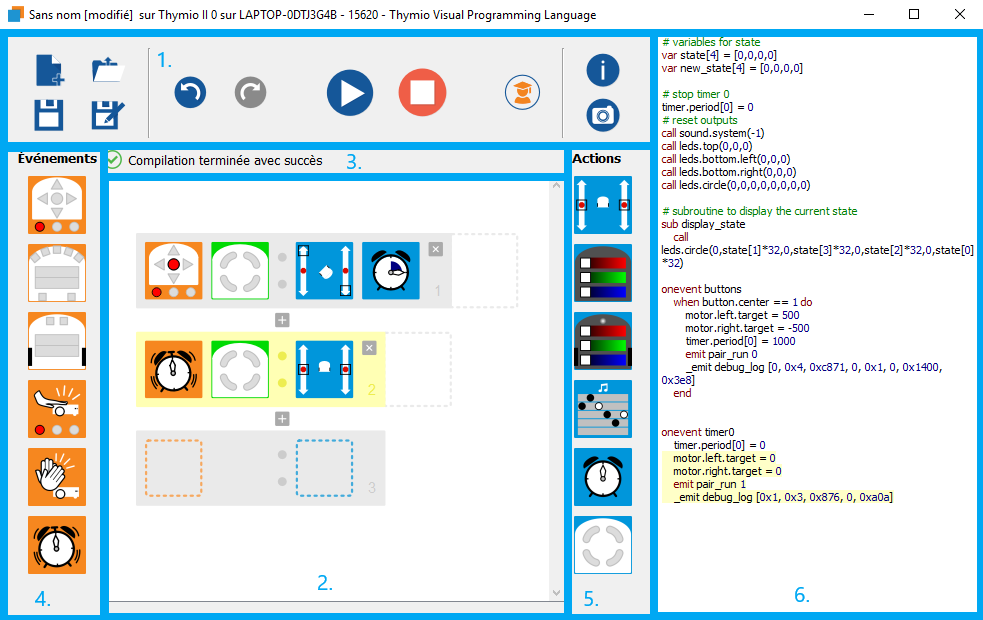 Sans nom [modifié] sur Thymio II 0 sur LAPTOP-0DTJ3G4B - 15620 - Thymio Visual Programming Language
1.
i
Événements
Compilation terminée avec succès
3.
Actions
1
2
3
2.
4.
5.
# variables for state
var state[4] = [0,0,0,0]
var new_state[4] = [0,0,0,0]
# stop timer 0
timer.period[0] = 0
# reset outputs
call sound.system(-1)
call leds.top(0,0,0)
call leds.bottom.left(0,0,0)
call leds.bottom.right(0,0,0)
call leds.circle(0,0,0,0,0,0,0,0)
# subroutine to display the current state
sub display_state
call
leds.circle(0,state[1]*32,0,state[3]*32,0,state[2]*32,0,state[0]
*32)
onevent buttons
when button.center == 1 do
motor.left.target = 500
motor.right.target = -500
timer.period[0] = 1000
emit pair_run 0
_emit debug_log [0, 0x4, 0xc871, 0, 0x1, 0, 0x1400,
0x3e8]
end
onevent timer0
timer.period[0] = 0
motor.left.target = 0
motor.right.target = 0
emit pair_run 1
_emit debug_log [0x1, 0x3, 0x876, 0, 0xa0a]
6.